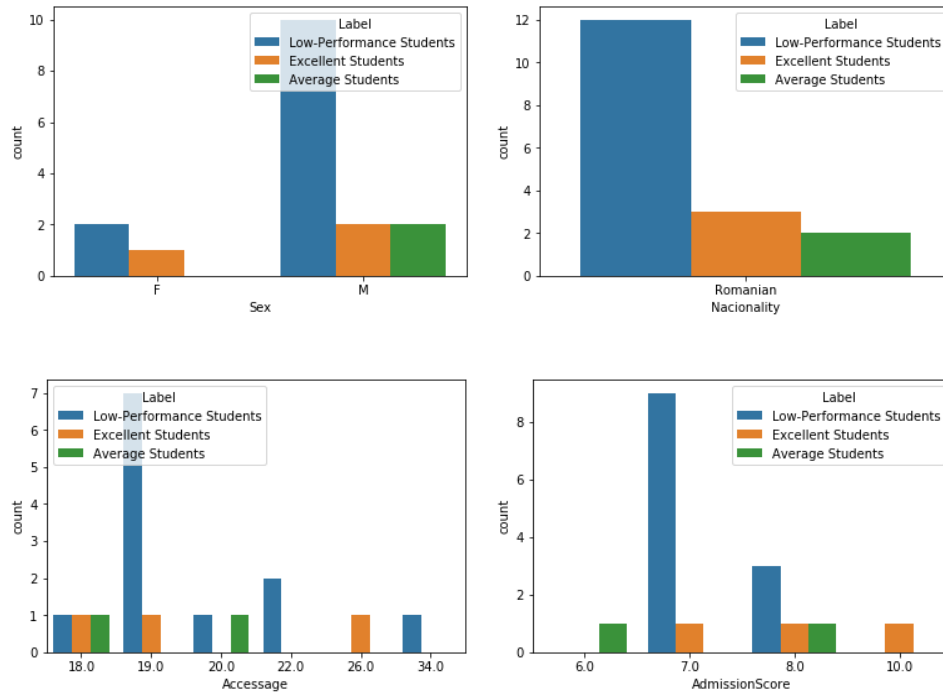 10
8
6
4
2
0
count
Label
Low-Performance Students
Excellent Students
Average Students
F
M
Sex
12
10
8
6
4
2
0
count
Label
Low-Performance Students
Excellent Students
Average Students
Romanian
Nacionality
7
6
5
4
3
2
1
0
count
Label
Low-Performance Students
Excellent Students
Average Students
18.0 19.0 20.0 22.0 26.0 34.0
Accessage
8
6
4
2
0
count
Label
Low-Performance Students
Excellent Students
Average Students
6.0 7.0 8.0 10.0
AdmissionScore